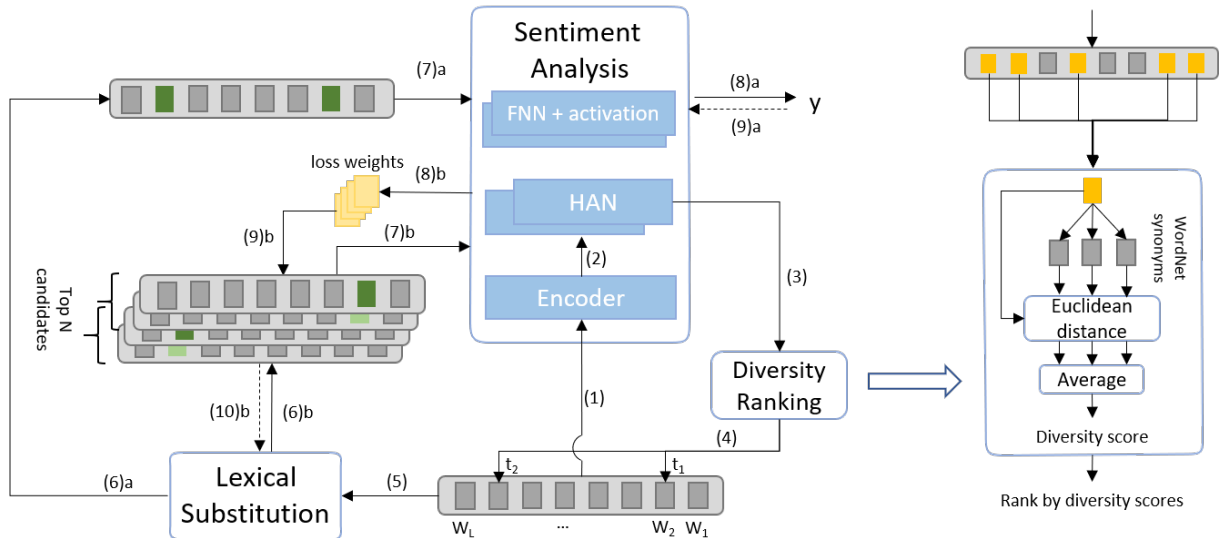 Sentiment
Analysis
FNN + activation
HAN
Encoder
(7)a
(8)a
(9)a
y
loss weights
(8)b
(9)b
(7)b
(2)
(3)
Top N
candidates
(10)b
(6)b
(1)
Diversity
Ranking
(4)
t2
t1
(6)a
Lexical
Substitution
(5)
WL
...
W2
W1
WordNet
synonyms
Euclidean
distance
Average
Diversity score
Rank by diversity scores